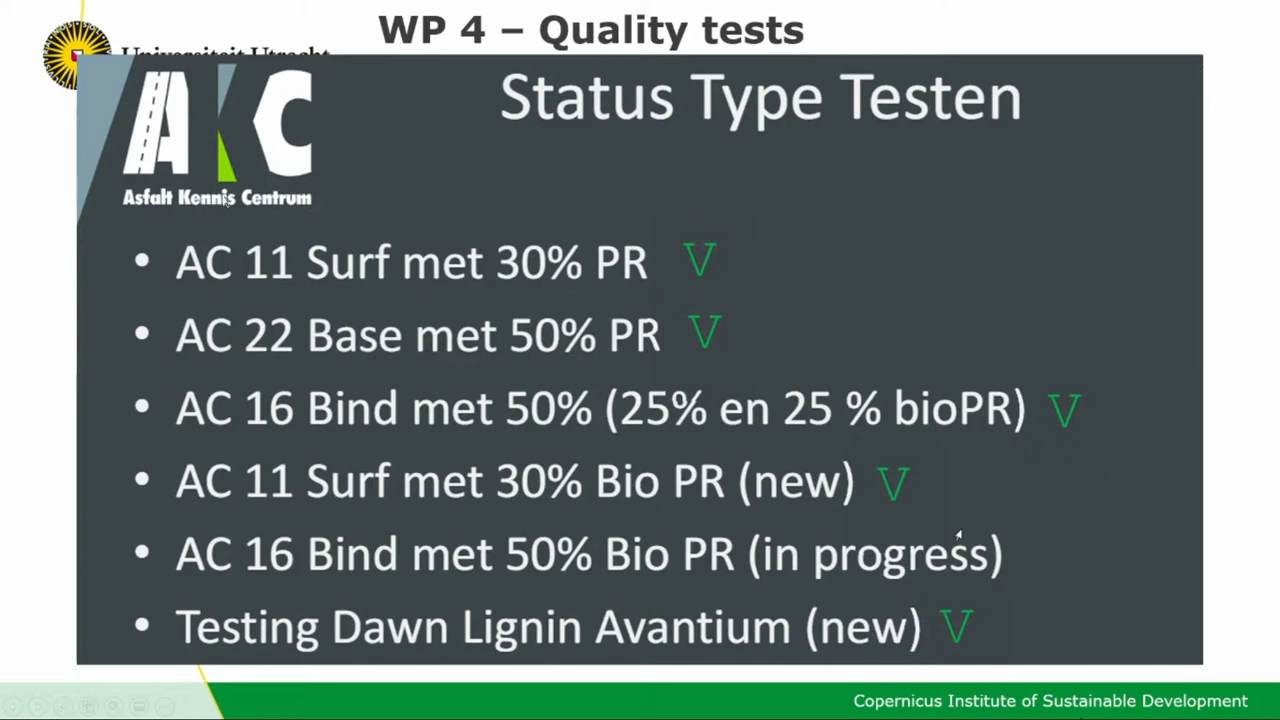 WP 4 – Quality tests
Universiteit Utrecht
AKC
Asfalt Kennis Centrum
Status Type Testen
• AC 11 Surf met 30% PR V
• AC 22 Base met 50% PR V
• AC 16 Bind met 50% (25% en 25 % bioPR) V
• AC 11 Surf met 30% Bio PR (new) V
• AC 16 Bind met 50% Bio PR (in progress)
• Testing Dawn Lignin Avantium (new) V
Copernicus Institute of Sustainable Development